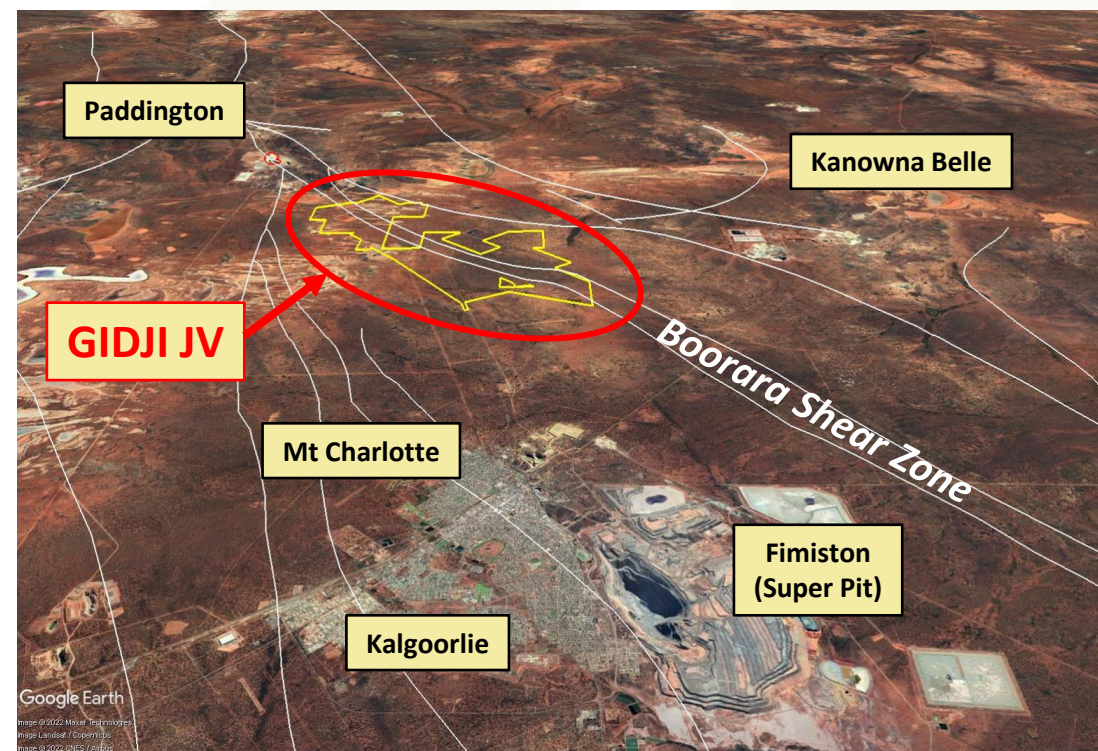 Paddington
Kanowna Belle
GIDJI JV
Boorara Shear Zone
Mt Charlotte
Fimiston
(Super Pit)
Kalgoorlie
Google Earth
Image © 2022 Maxar Technologies
Image Landsat / Copernicus
Image © 2022 CNES / Airbus